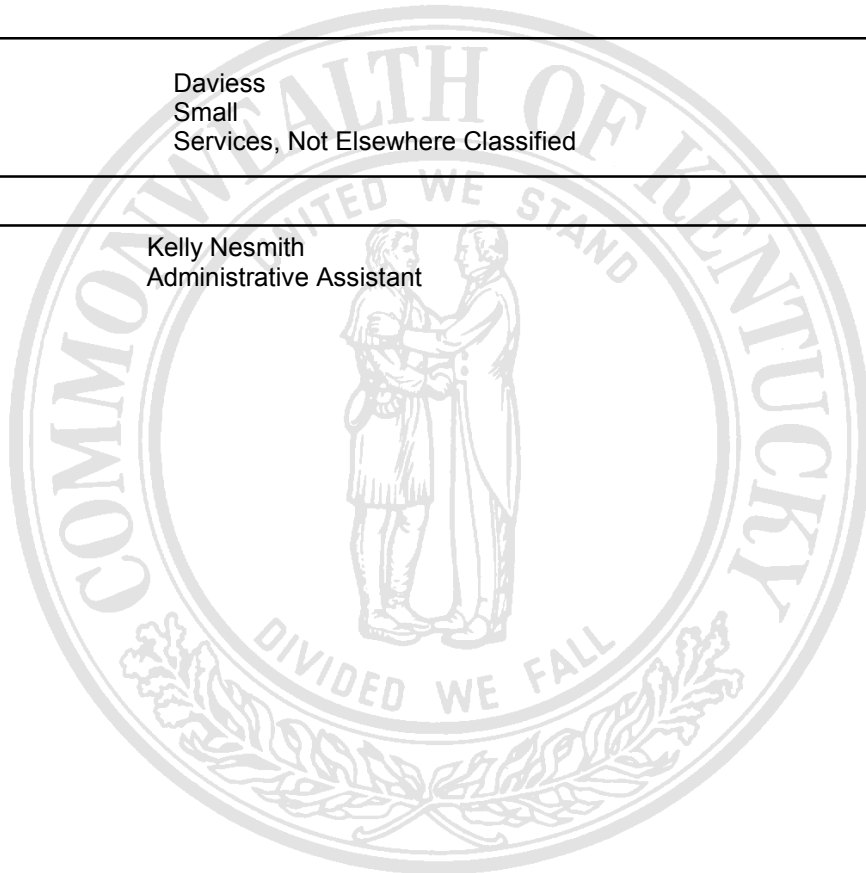 Daviess
Small
Services, Not Elsewhere Classified
Kelly Nesmith
Administrative Assistant
COMMONWEALTH OF KENTUCKY
UNITED WE STAND
DIVIDED WE FALL